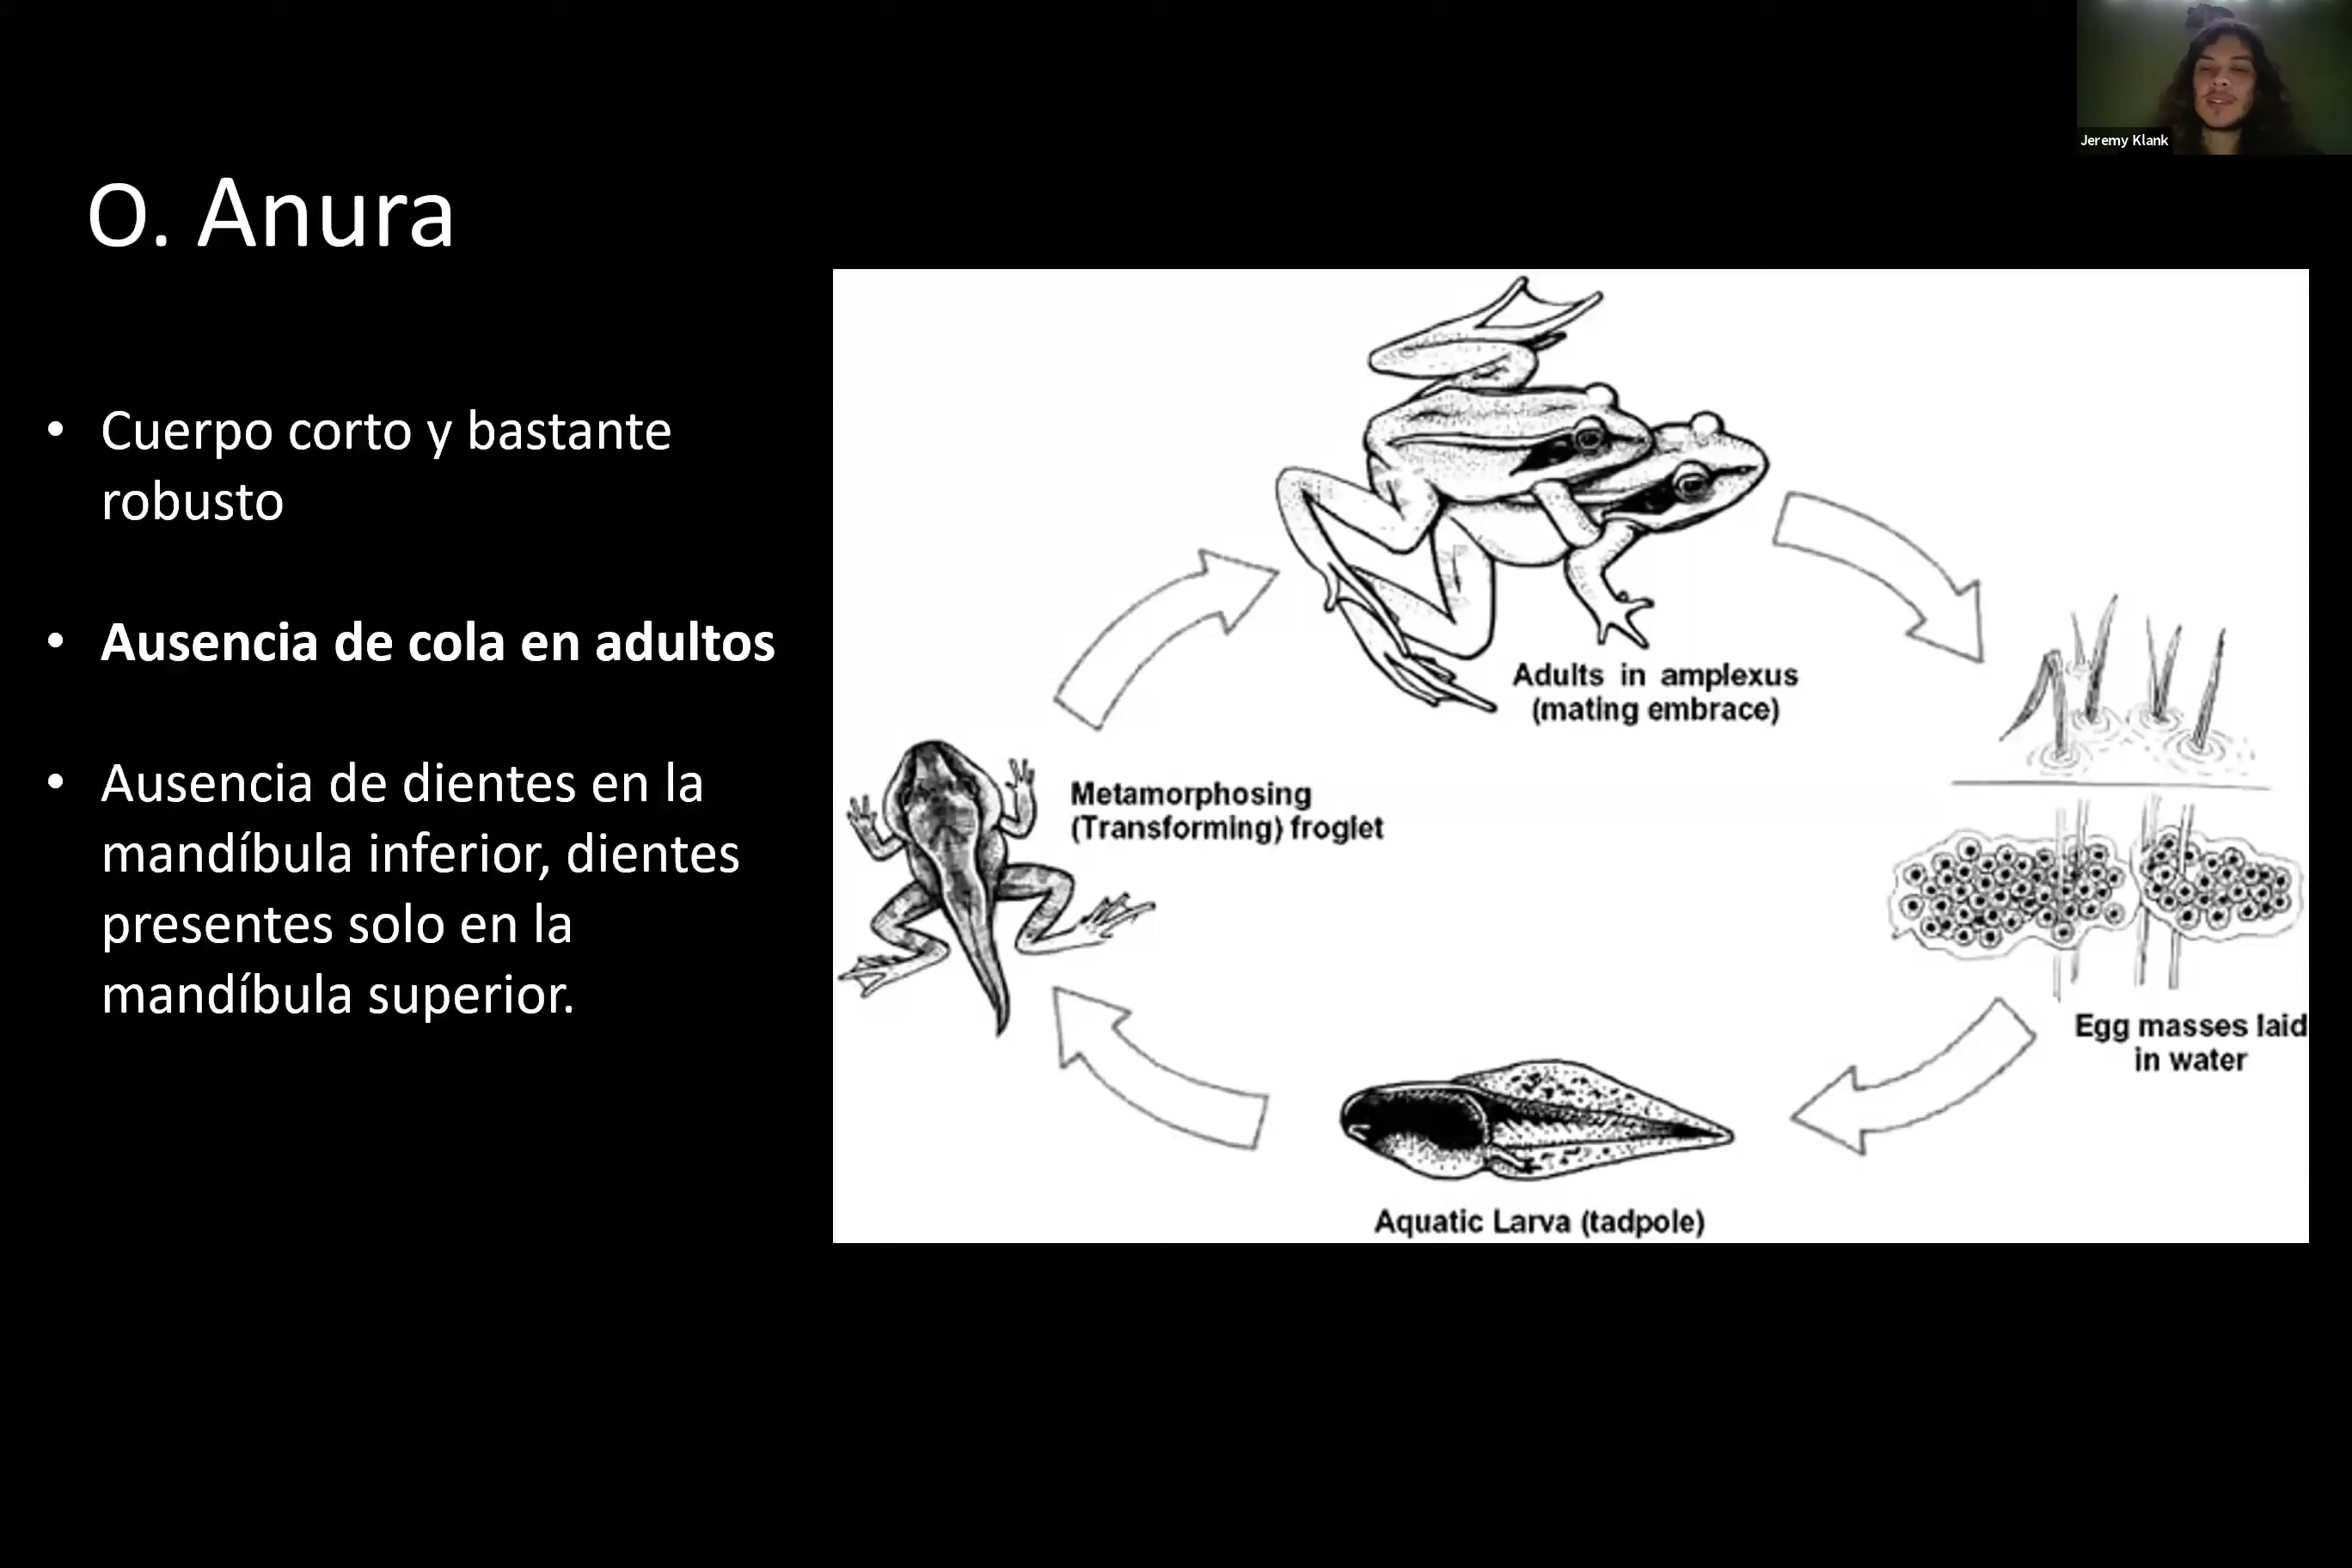 Jeremy Klank
O. Anura
• Cuerpo corto y bastante
robusto
• Ausencia de cola en adultos
• Ausencia de dientes en la
mandíbula inferior, dientes
presentes solo en la
mandíbula superior.
Adults in amplexus
(mating embrace)
Metamorphosing
(Transforming) froglet
Egg masses laid
in water
Aquatic Larva (tadpole)